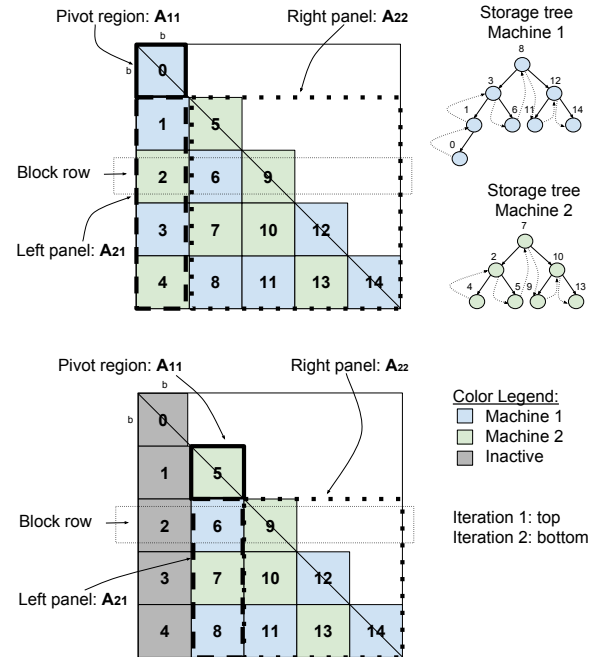 Pivot region: A11
Right panel: A22
b
b
0
1
5
Block row
2
6
9
3
7
10
12
Left panel: A21
4
8
11
13
14
Storage tree
Machine 1
8
3
12
1
6
11
14
0
Storage tree
Machine 2
7
2
10
4
5
9
13
Pivot region: A11
Right panel: A22
b
b
0
1
5
Block row
2
6
9
3
7
10
12
Left panel: A21
4
8
11
13
14
Color Legend:
Machine 1
Machine 2
Inactive
Iteration 1: top
Iteration 2: bottom